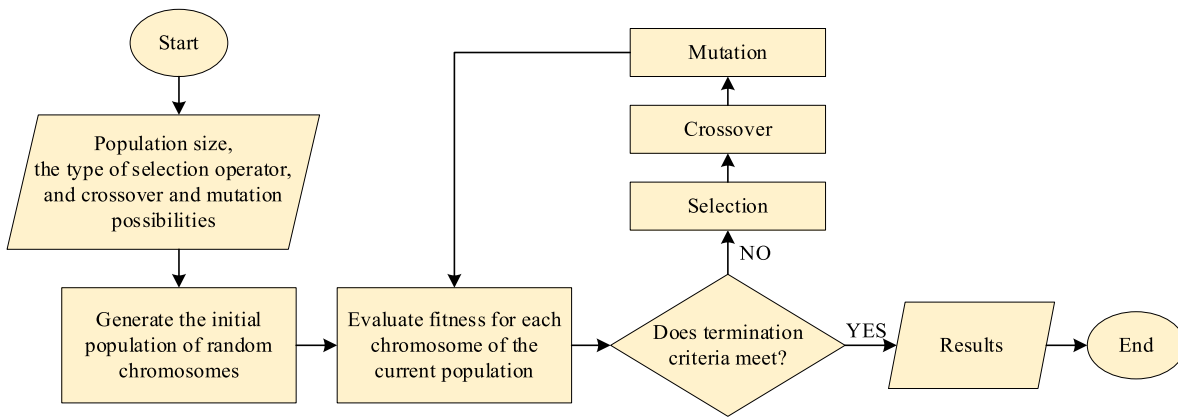 Start
Population size,
the type of selection operator,
and crossover and mutation
possibilities
Generate the initial
population of random
chromosomes
Evaluate fitness for each
chromosome of the
current population
Does termination
criteria meet?
NO
Selection
Crossover
Mutation
YES
Results
End